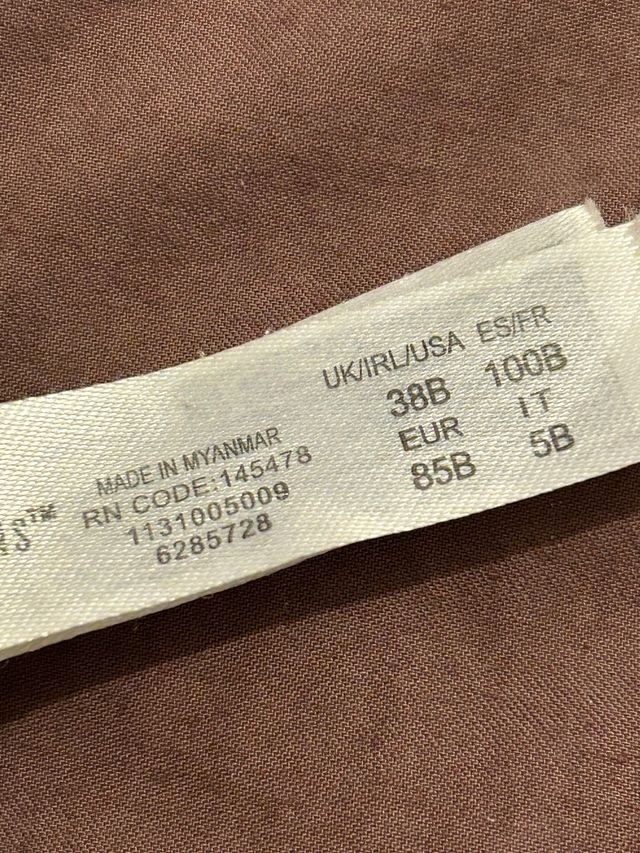 MADE IN MYANMAR
RN CODE:145478
1131005009
6285728
UK/IRL/USA ES/FR
38B 100B
EUR IT
85B 5B